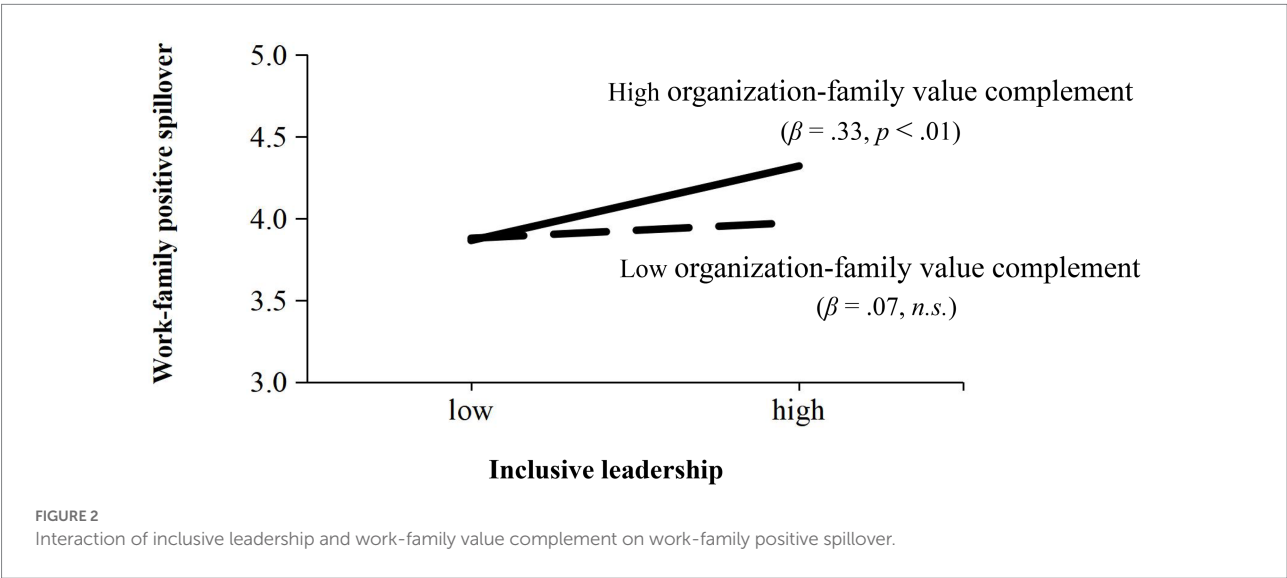 Work-family positive spillover
5.0
4.5
4.0
3.5
3.0
High organization-family value complement
(β = .33, p < .01)
Low organization-family value complement
(β = .07, n.s.)
low
high
Inclusive leadership
FIGURE 2
Interaction of inclusive leadership and work-family value complement on work-family positive spillover.